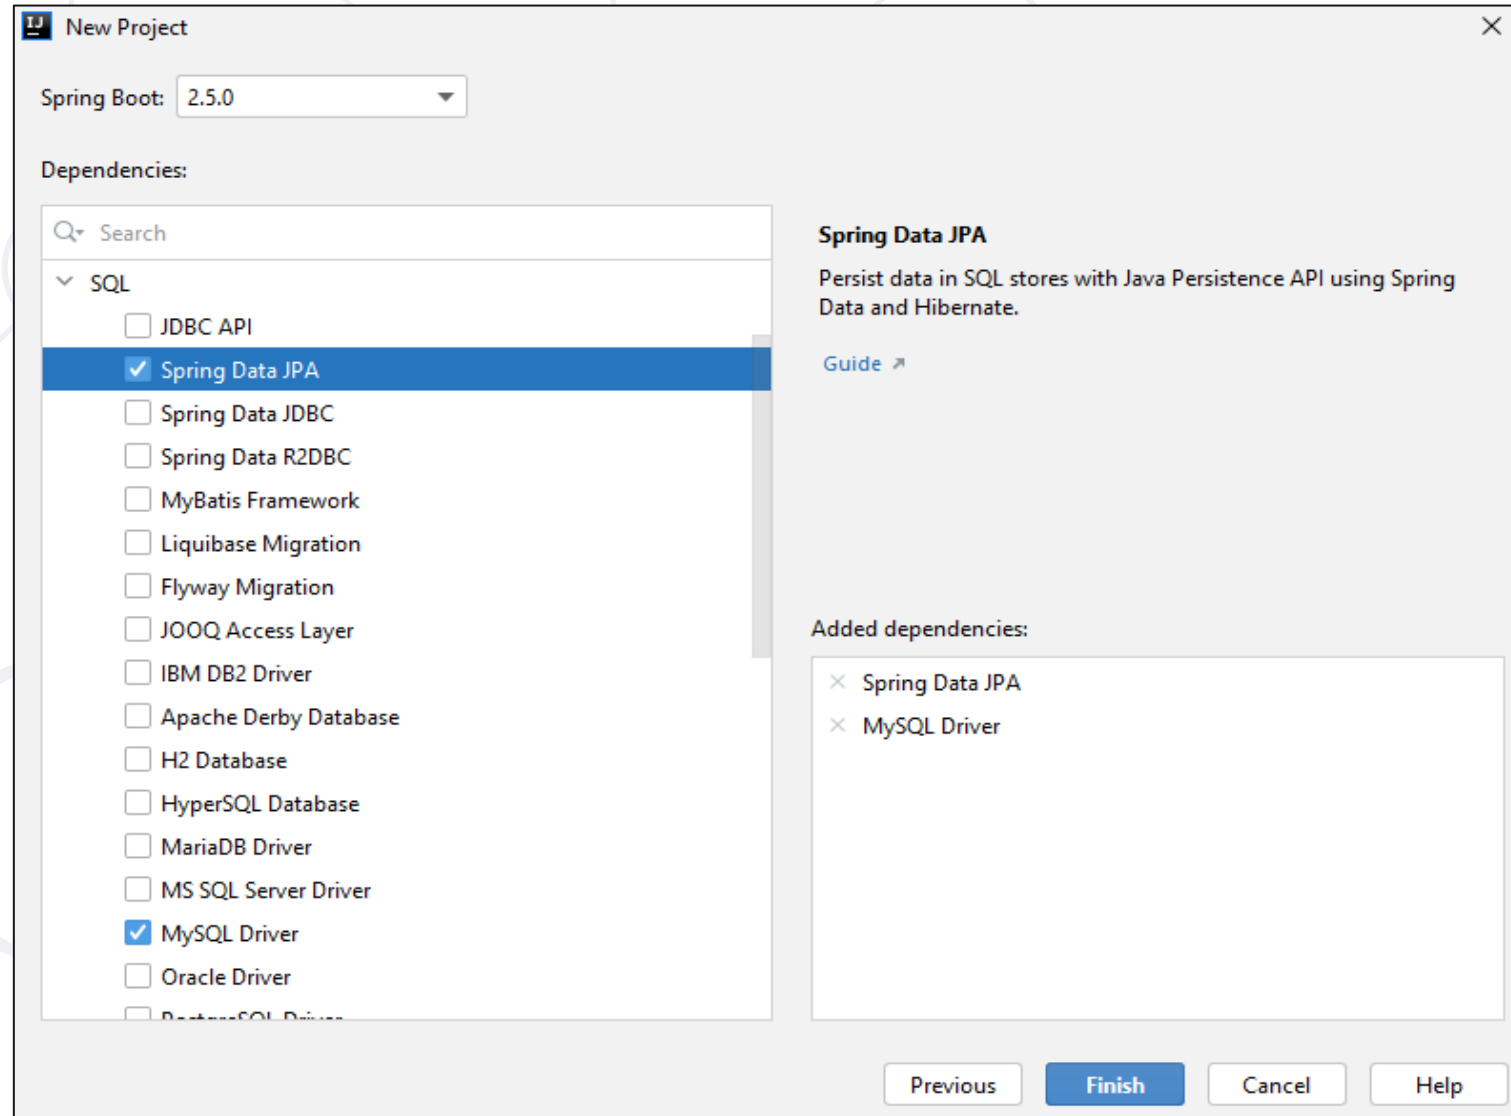 New Project
Spring Boot: 2.5.0
Dependencies:
Search
SQL
JDBC API
Spring Data JPA
Spring Data JDBC
Spring Data R2DBC
MyBatis Framework
Liquibase Migration
Flyway Migration
JOOQ Access Layer
IBM DB2 Driver
Apache Derby Database
H2 Database
HyperSQL Database
MariaDB Driver
MS SQL Server Driver
MySQL Driver
Oracle Driver
PostgreSQL Driver
Spring Data JPA
Persist data in SQL stores with Java Persistence API using Spring
Data and Hibernate.
Guide
Added dependencies:
Spring Data JPA
MySQL Driver
Previous
Finish
Cancel
Help